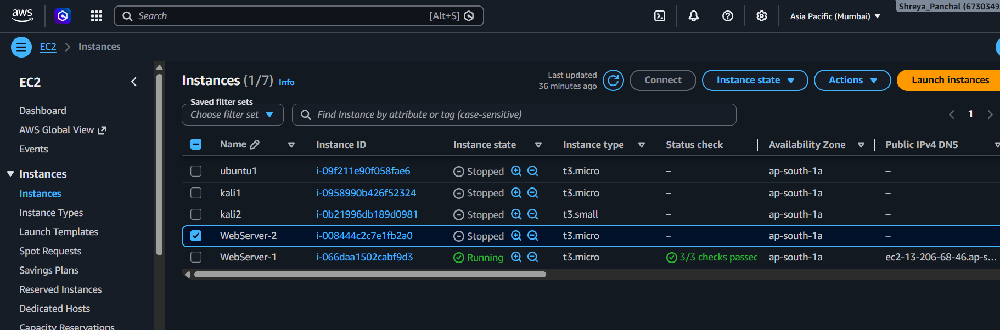 aws
Search [Alt+S]
Asia Pacific (Mumbai)
Shreya_Panchal (6730349
EC2 Instances
EC2
Dashboard
AWS Global View
Events
Instances
Instances
Instance Types
Launch Templates
Spot Requests
Savings Plans
Reserved Instances
Dedicated Hosts
Capacity Reservations
Instances (1/7) Info
Last updated
36 minutes ago
Connect Instance state Actions Launch instances
Saved filter sets
Choose filter set
Find Instance by attribute or tag (case-sensitive)
1
Name Instance ID Instance state Instance type Status check Availability Zone Public IPv4 DNS
ubuntu1 i-09f211e90f058fae6 Stopped t3.micro – ap-south-1a –
kali1 i-0958990b426f52324 Stopped t3.micro – ap-south-1a –
kali2 i-0b21996db189d0981 Stopped t3.small – ap-south-1a –
WebServer-2 i-008444c2c7e1fb2a0 Stopped t3.micro – ap-south-1a –
WebServer-1 i-066daa1502cabf9d3 Running t3.micro 3/3 checks passec ap-south-1a ec2-13-206-68-46.ap-s...